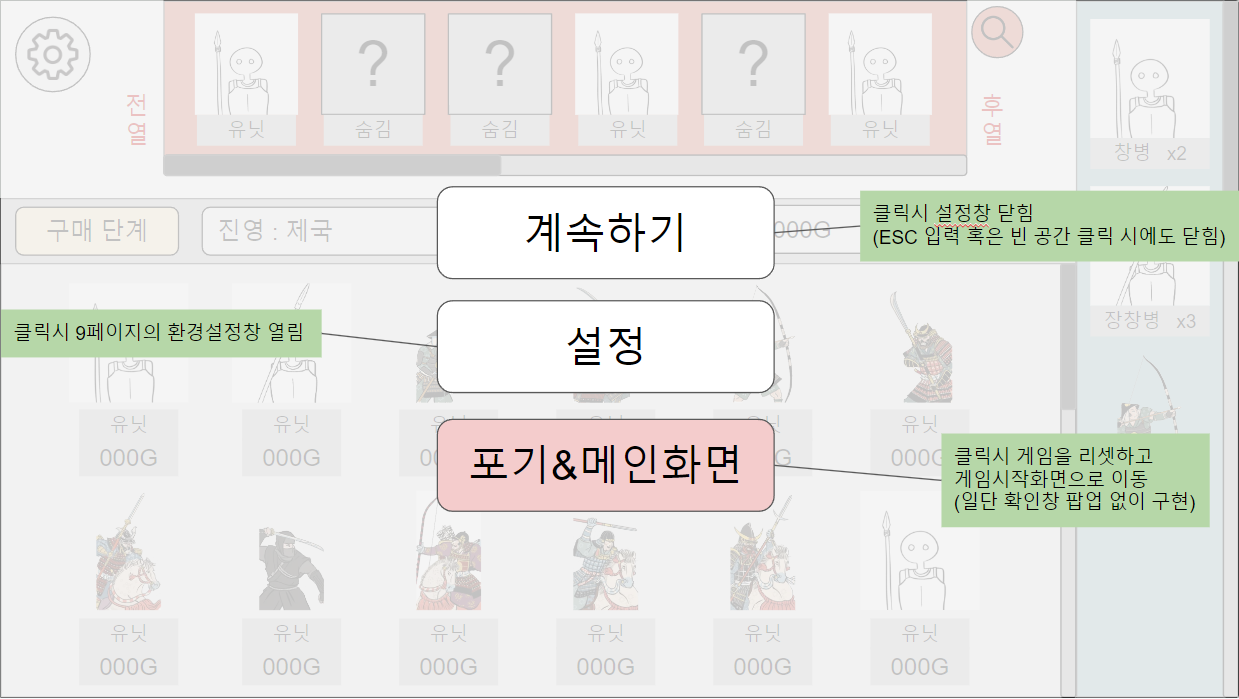 전
열
?
?
?
유닛
숨김
숨김
유닛
숨김
유닛
후
열
창병 x2
구매 단계
진영 : 제국
000G
계속하기
클릭시 설정창 닫힘
(ESC 입력 혹은 빈 공간 클릭 시에도 닫힘)
장창병 x3
클릭시 9페이지의 환경설정창 열림
설정
유닛
유닛
유닛
000G
000G
00
G
000G
포기&메인화면
클릭시 게임을 리셋하고
게임시작화면으로 이동
(일단 확인창 팝업 없이 구현)
유닛
유닛
유닛
유닛
유닛
유닛
000G
000G
000G
000G
000G
000G